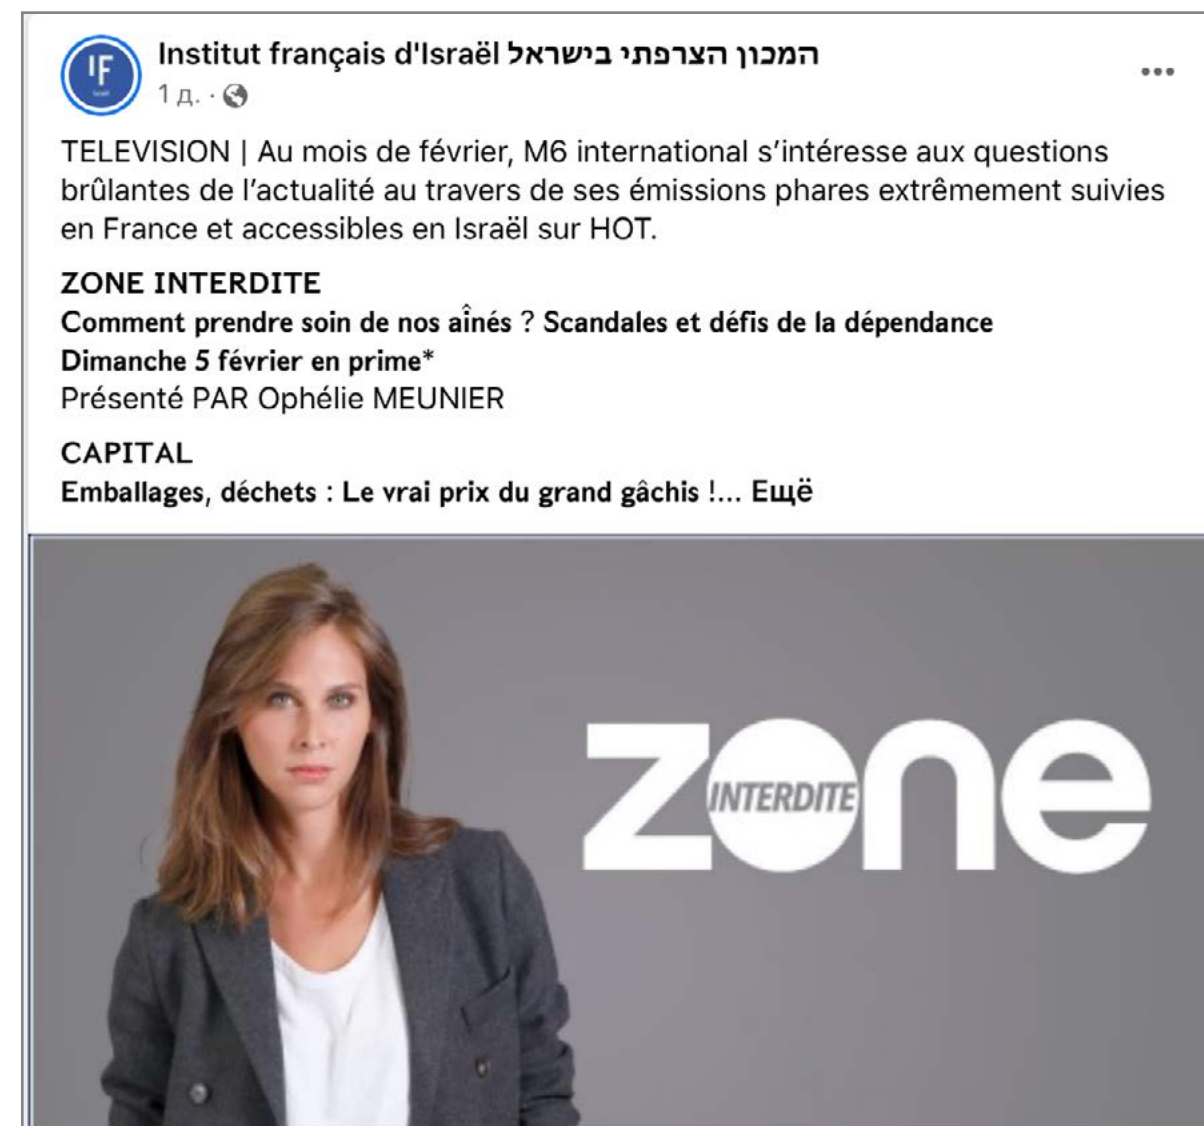 Institut français d'Israël המכון הצרפתי בישראל
1 д. ·
TELEVISION | Au mois de février, M6 international s’intéresse aux questions
brûlantes de l’actualité au travers de ses émissions phares extrêmement suivies
en France et accessibles en Israël sur HOT.
ZONE INTERDITE
Comment prendre soin de nos aînés ? Scandales et défis de la dépendance
Dimanche 5 février en prime*
Présenté PAR Ophélie MEUNIER
CAPITAL
Emballages, déchets : Le vrai prix du grand gâchis !... Ещё
IF
zone
INTERDITE